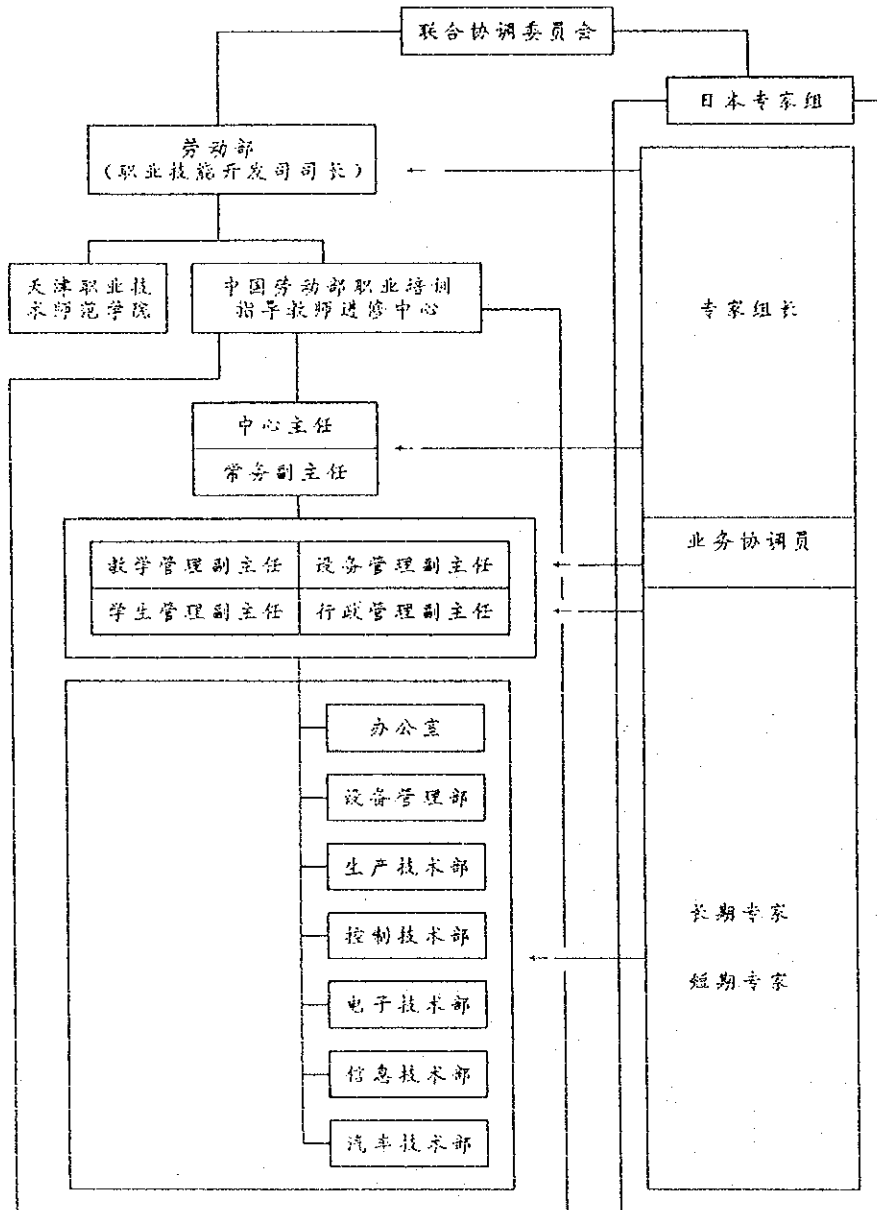 联合协调委员会
日本专家组
劳动部
(职业技能开发司司长)
天津职业技
术师范学院
中国劳动部职业培训
指导教师进修中心
专家组长
中心主任
常务副主任
业务协调员
教学管理副主任
设备管理副主任
学生管理副主任
行政管理副主任
办公室
设备管理部
生产技术部
控制技术部
长期专家
短期专家
电子技术部
信息技术部
汽车技术部